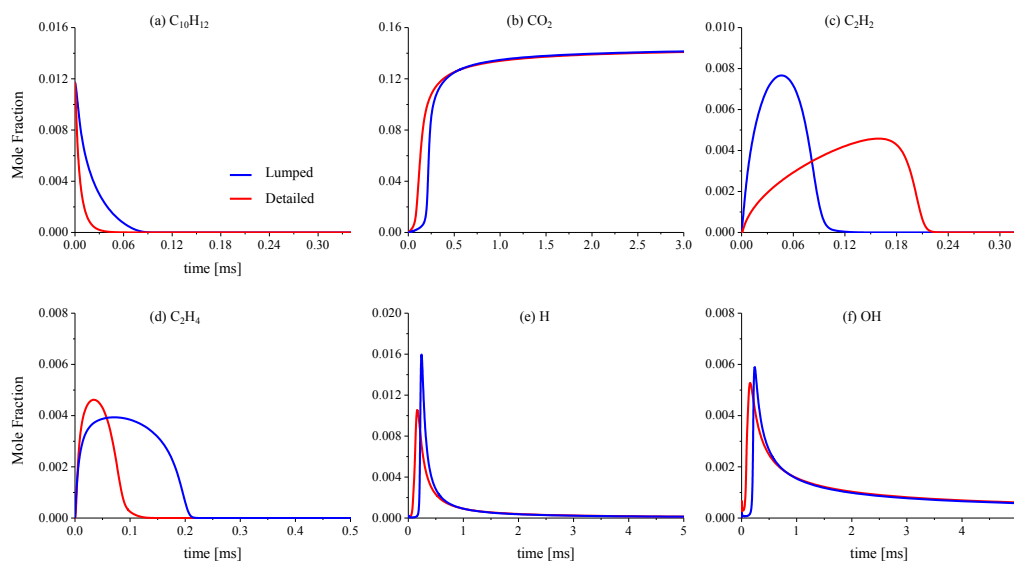 (a) C₁₀H₁₂
(b) CO₂
(c) C₂H₂
0.016
0.012
0.008
0.004
0.000
Mole Fraction
0.00 0.06 0.12 0.18 0.24 0.30
time [ms]
Lumped
Detailed
0.16
0.12
0.08
0.04
0.00
0.0 0.5 1.0 1.5 2.0 2.5 3.0
0.010
0.008
0.006
0.004
0.002
0.000
0.00 0.06 0.12 0.18 0.24 0.30
(d) C₂H₄
(e) H
(f) OH
0.008
0.006
0.004
0.002
0.000
Mole Fraction
0.0 0.1 0.2 0.3 0.4 0.5
time [ms]
0.020
0.016
0.012
0.008
0.004
0.000
0 1 2 3 4 5
time [ms]
0.008
0.006
0.004
0.002
0.000
0 1 2 3 4
time [ms]